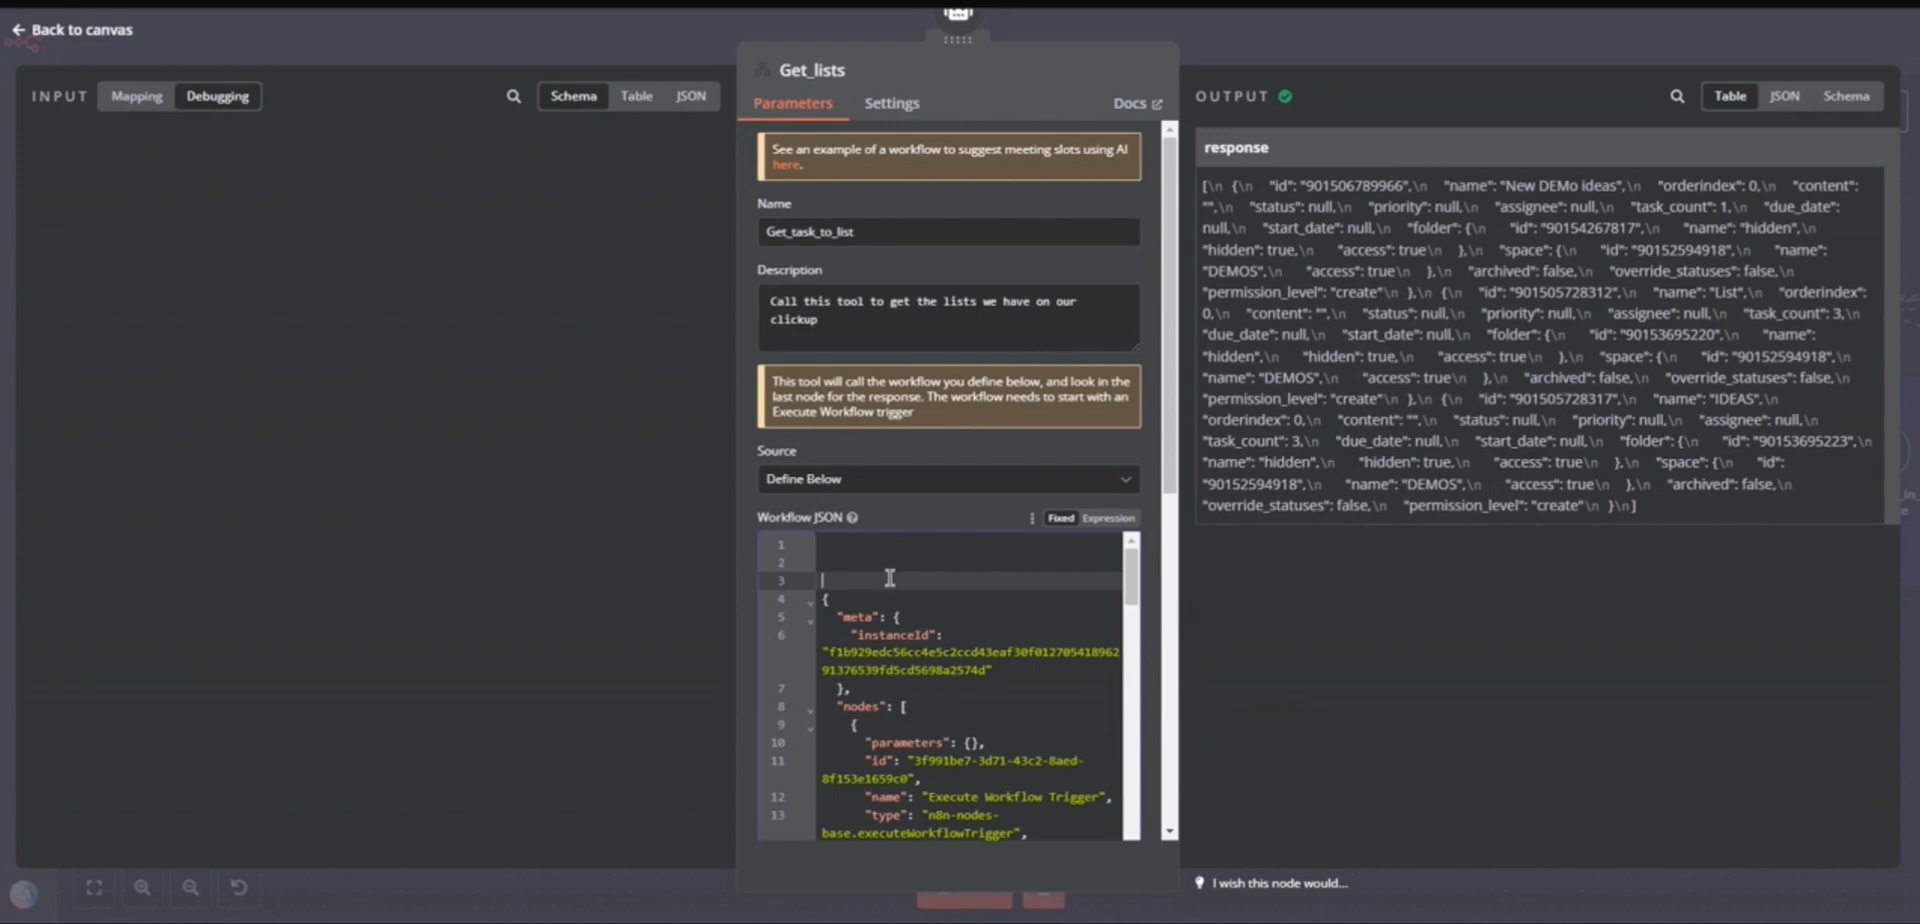 Back to canvas
INPUT
Mapping
Debugging
Schema
Table
JSON
Get_lists
Parameters
Settings
Docs
See an example of a workflow to suggest meeting slots using AI
here.
Name
Get_task_to_list
Description
Call this tool to get the lists we have on our
clickup
This tool will call the workflow you define below, and look in the
last node for the response. The workflow needs to start with an
Execute Workflow trigger
Source
Define Below
Workflow JSON
Fixed
Expression
1
2
3
4 {
5 "meta": {
6 "instanceId":
"f1b929edc56cc4e5c2ccd43eaf30f012705418962
91376539fd5cd5698a2574d"
7 },
8 "nodes": [
9 {
10 "parameters": {},
11 "id": "3f991be7-3d71-43c2-8aed-
8f153e1659c0",
12 "name": "Execute Workflow Trigger",
13 "type": "n8n-nodes-
base.executeWorkflowTrigger",
OUTPUT
Table
JSON
Schema
response
[\n {\n "id": "901506789966",\n "name": "New DEMo ideas",\n "orderindex": 0,\n "content":
"",\n "status": null,\n "priority": null,\n "assignee": null,\n "task_count": 1,\n "due_date":
null,\n "start_date": null,\n "folder": {\n "id": "90154267817",\n "name": "hidden",\n
"hidden": true,\n "access": true\n },\n "space": {\n "id": "90152594918",\n "name":
"DEMOS",\n "access": true\n },\n "archived": false,\n "override_statuses": false,\n
"permission_level": "create"\n },\n {\n "id": "901505728312",\n "name": "List",\n "orderindex":
0,\n "content": "",\n "status": null,\n "priority": null,\n "assignee": null,\n "task_count": 3,\n
"due_date": null,\n "start_date": null,\n "folder": {\n "id": "90153695220",\n "name":
"hidden",\n "hidden": true,\n "access": true\n },\n "space": {\n "id": "90152594918",\n
"name": "DEMOS",\n "access": true\n },\n "archived": false,\n "override_statuses": false,\n
"permission_level": "create"\n },\n {\n "id": "901505728317",\n "name": "IDEAS",\n
"orderindex": 0,\n "content": "",\n "status": null,\n "priority": null,\n "assignee": null,\n
"task_count": 3,\n "due_date": null,\n "start_date": null,\n "folder": {\n "id": "90153695223",\n
"name": "hidden",\n "hidden": true,\n "access": true\n },\n "space": {\n "id":
"90152594918",\n "name": "DEMOS",\n "access": true\n },\n "archived": false,\n
"override_statuses": false,\n "permission_level": "create"\n }\n]
I wish this node would...